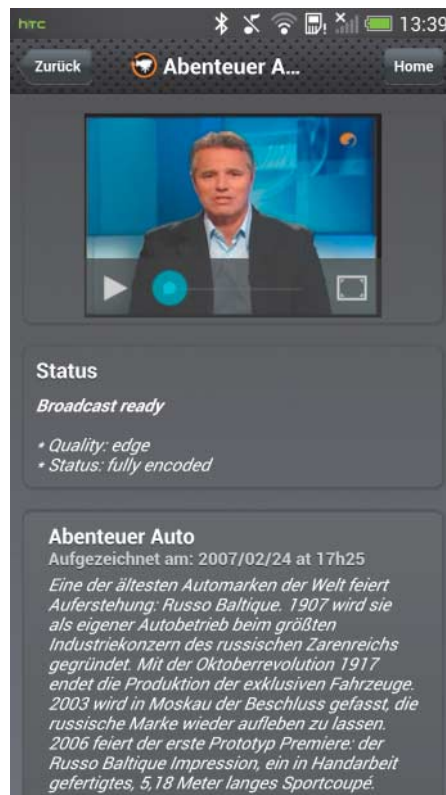 hTC 13:39
Zurück Abenteuer A... Home
Status
Broadcast ready
* Quality: edge
* Status: fully encoded
Abenteuer Auto
Aufgezeichnet am: 2007/02/24 at 17h25
Eine der ältesten Automarken der Welt feiert
Auferstehung: Russo Baltique. 1907 wird sie
als eigener Autobetrieb beim größten
Industriekonzern des russischen Zarenreichs
gegründet. Mit der Oktoberrevolution 1917
endet die Produktion der exklusiven Fahrzeuge.
2003 wird in Moskau der Beschluss gefasst, die
russische Marke wieder aufleben zu lassen.
2006 feiert der erste Prototyp Premiere: der
Russo Baltique Impression, ein in Handarbeit
gefertigtes, 5,18 Meter langes Sportcoupé.